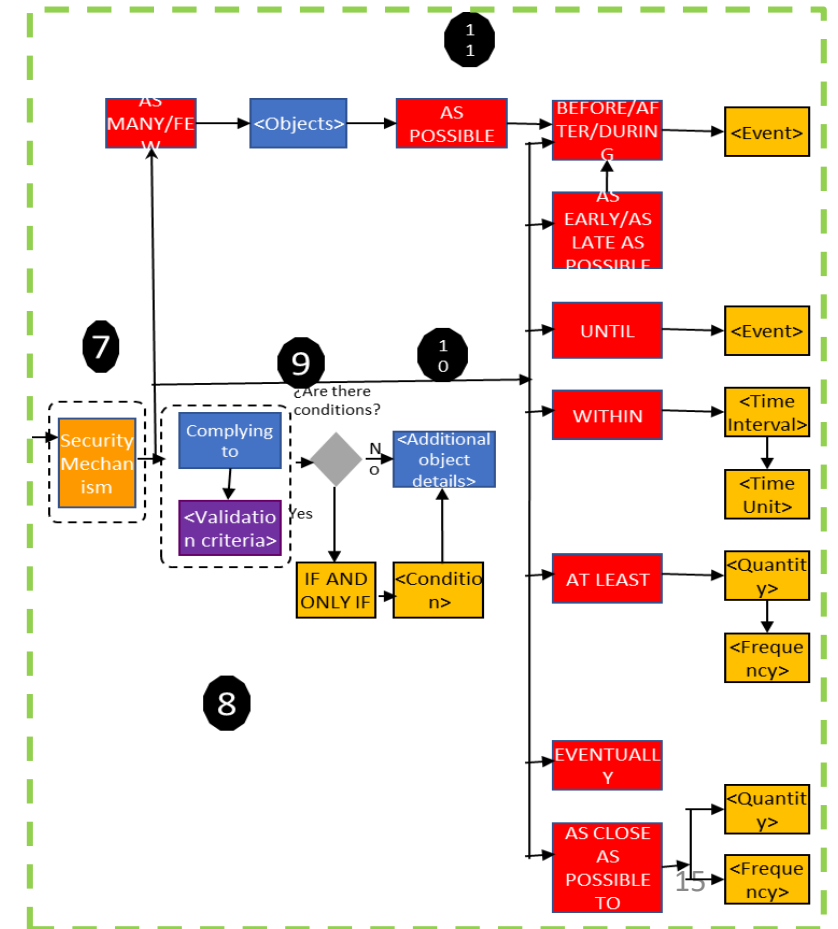 1
1
AS
MANY/FE
W
<Objects>
AS
POSSIBLE
BEFORE/AF
TER/DURIN
G
<Event>
AS
EARLY/AS
LATE AS
POSSIBLE
UNTIL
<Event>
7
9
1
0
¿Are there
conditions?
WITHIN
<Time
Interval>
<Time
Unit>
Security
Mechan
ism
Complying
to
<Validatio
n criteria>
N
o
Yes
<Additional
object
details>
IF AND
ONLY IF
<Conditio
n>
AT LEAST
<Quantit
y>
<Freque
ncy>
8
EVENTUALL
Y
AS CLOSE
AS
POSSIBLE
TO
<Quantit
y>
<Freque
ncy>
15